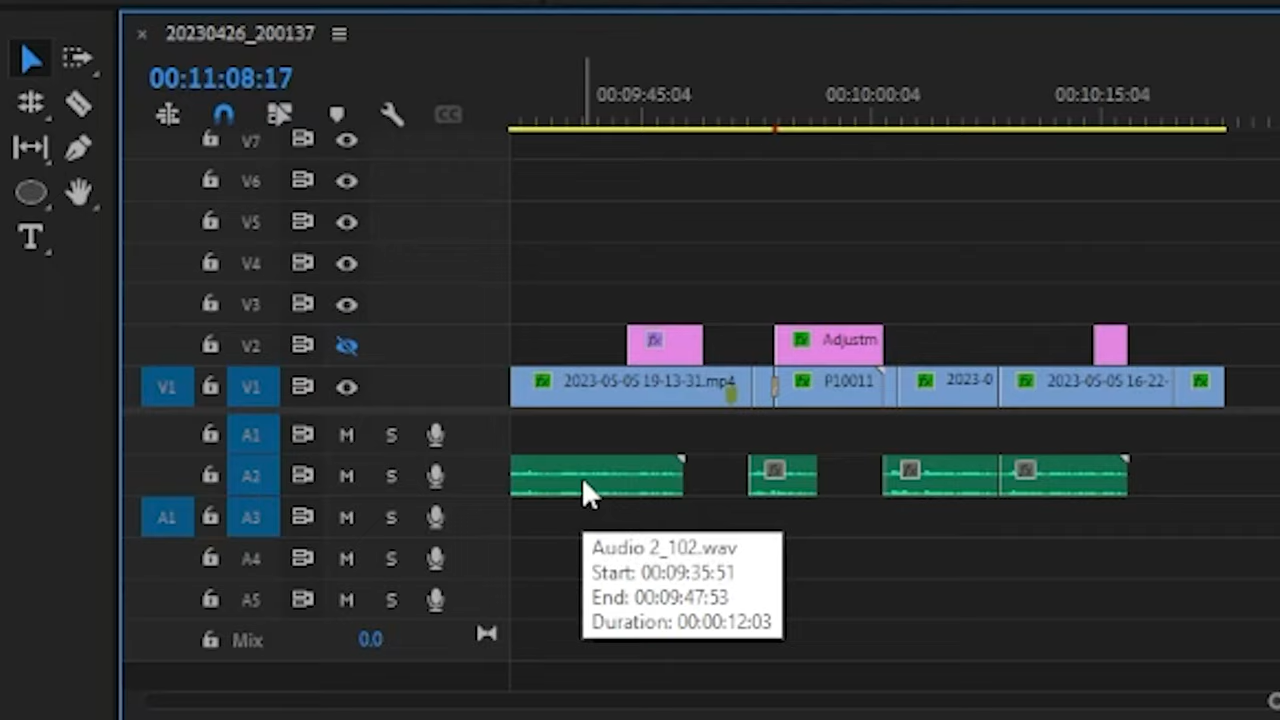 × 20230426_200137
00:11:08:17
00:09:45:04 00:10:00:04 00:10:15:04
V7
V6
V5
V4
V3
V2 Adjustm
V1 V1 2023-05-05 19-13-31.mp4 P10011 2023-0 2023-05-05 16-22-
A1 M S
A2 M S
A1 A3 M S
Audio 2_102.wav
Start: 00:09:35:51
A4 M S
End: 00:09:47:53
A5 M S
Duration: 00:00:12:03
Mix 0.0
T